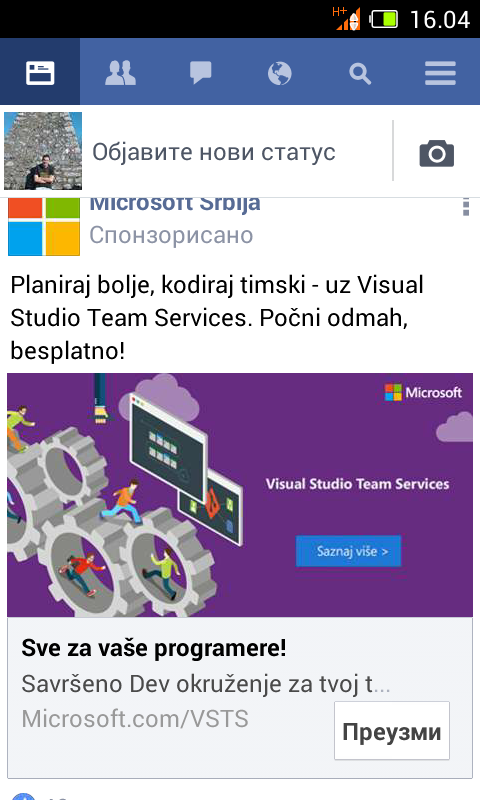 H+
16.04
Објавите нови статус
Microsoft Srbija
Спонзорисано
Planiraj bolje, kodiraj timski - uz Visual
Studio Team Services. Počni odmah,
besplatno!
Microsoft
Visual Studio Team Services
Saznaj više >
Sve za vaše programere!
Savršeno Dev okruženje za tvoj t...
Microsoft.com/VSTS
Преузми